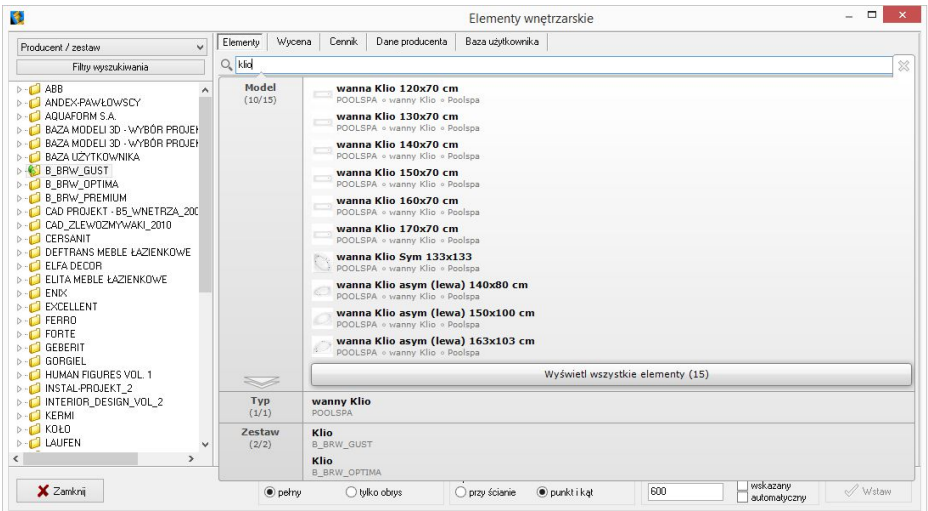 Elementy wnętrzarskie
Producent / zestaw
Filtry wyszukiwania
ABB
ANDEX-PAWŁOWSCY
AQUAFORM S.A.
BAZA MODELI 3D - WYBÓR PROJEK
BAZA MODELI 3D - WYBÓR PROJEK
BAZA UŻYTKOWNIKA
B_BRW_GUST
B_BRW_OPTIMA
B_BRW_PREMIUM
CAD PROJEKT - B5_WNETRZA_200
CAD_ZLEWOZMYWAKI_2010
CERSANIT
DEFTRANS MEBLE ŁAZIENKOWE
ELFA DECOR
ELITA MEBLE ŁAZIENKOWE
ENIX
EXCELLENT
FERRO
FORTE
GEBERIT
GORGIEL
HUMAN FIGURES VOL. 1
INSTAL-PROJEKT_2
INTERIOR_DESIGN_VOL_2
KERMI
KOŁO
LAUFEN
Zamknij
Elementy Wycena Cennik Dane producenta Baza użytkownika
klio
Model
(10/15)
wanna Klio 120x70 cm
POOLSPA » wanny Klio » Poolspa
wanna Klio 130x70 cm
POOLSPA » wanny Klio » Poolspa
wanna Klio 140x70 cm
POOLSPA » wanny Klio » Poolspa
wanna Klio 150x70 cm
POOLSPA » wanny Klio » Poolspa
wanna Klio 160x70 cm
POOLSPA » wanny Klio » Poolspa
wanna Klio 170x70 cm
POOLSPA » wanny Klio » Poolspa
wanna Klio Sym 133x133
POOLSPA » wanny Klio » Poolspa
wanna Klio asym (lewa) 140x80 cm
POOLSPA » wanny Klio » Poolspa
wanna Klio asym (lewa) 150x100 cm
POOLSPA » wanny Klio » Poolspa
wanna Klio asym (lewa) 163x103 cm
POOLSPA » wanny Klio » Poolspa
Wyświetl wszystkie elementy (15)
Typ
(1/1)
wanny Klio
POOLSPA
Zestaw
(2/2)
Klio
B_BRW_GUST
Klio
B_BRW_OPTIMA
pełny tylko obrys przy ścianie punkt i kąt 600 wskazany
automatyczny
Wstaw